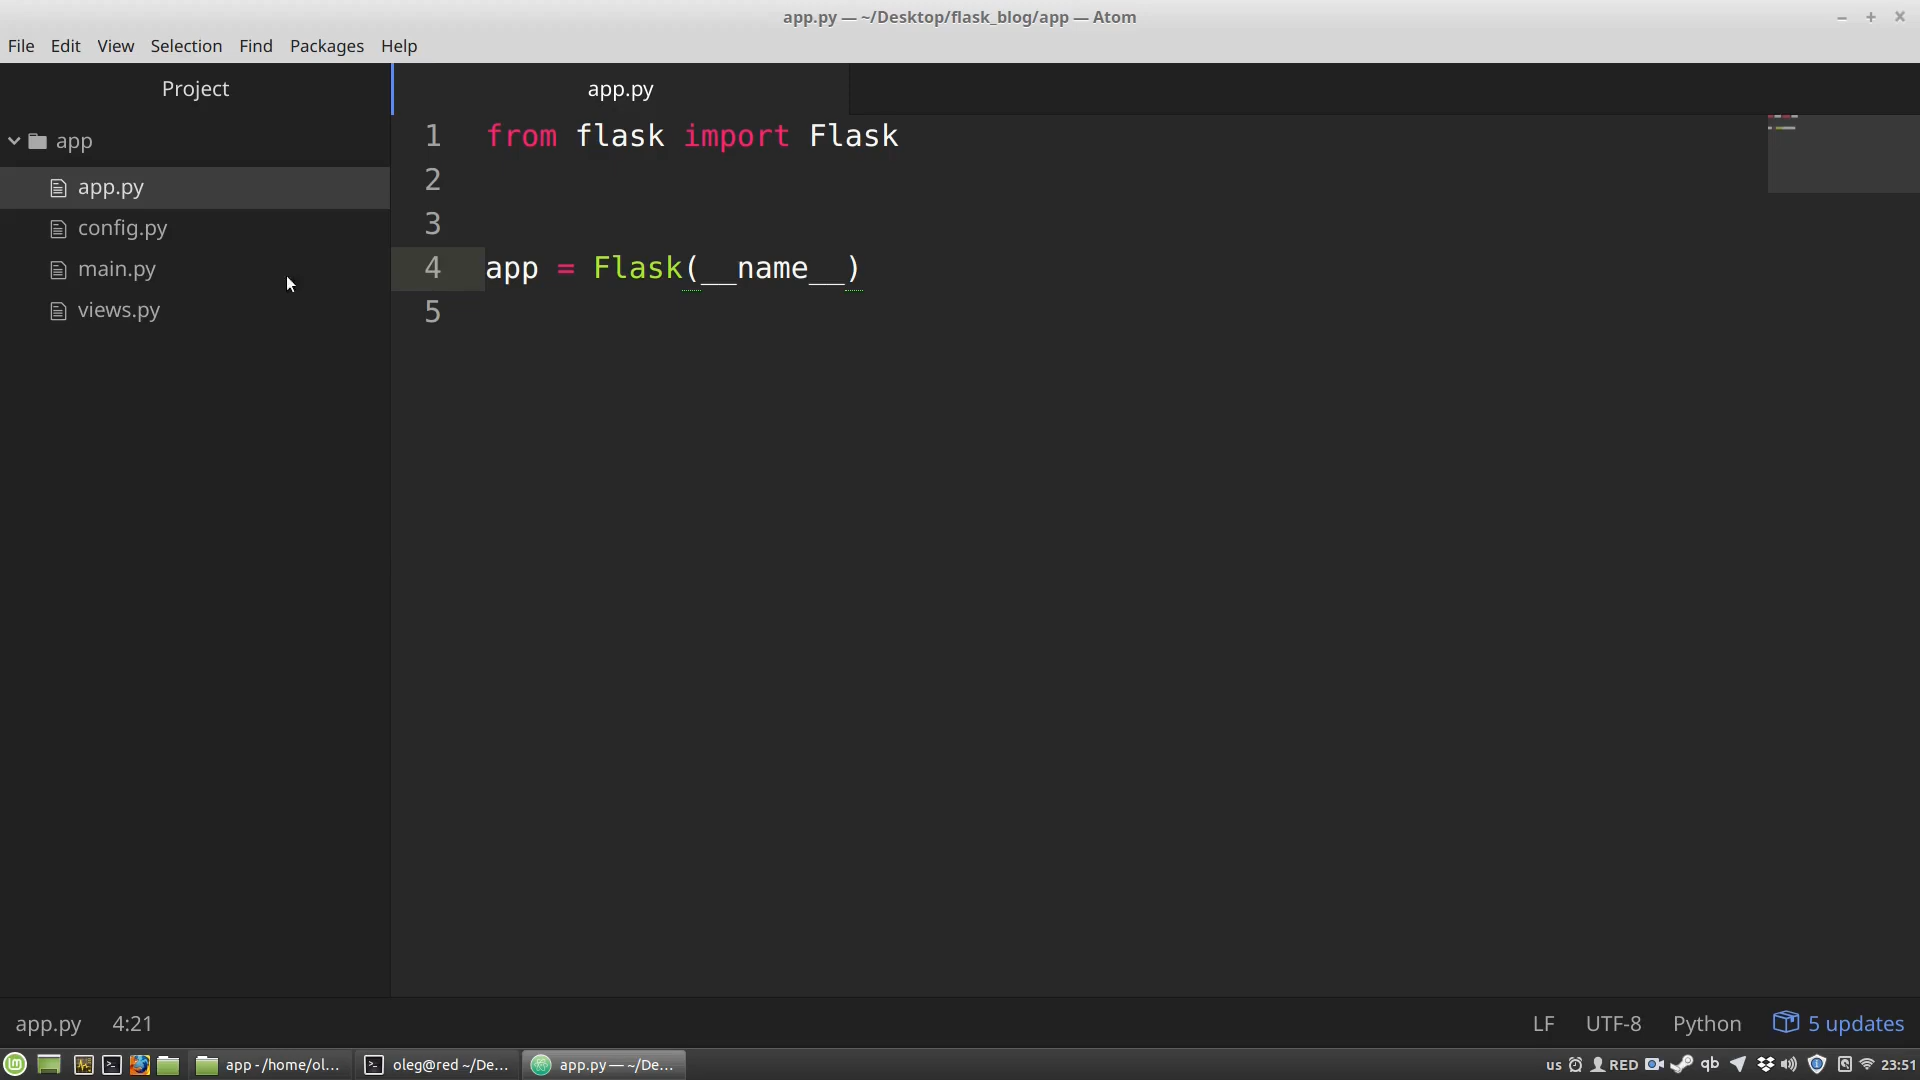 app.py — ~/Desktop/flask_blog/app — Atom
File Edit View Selection Find Packages Help
Project
app.py
app
app.py
config.py
main.py
views.py
1 from flask import Flask
2
3
4 app = Flask(__name__)
5
app.py 4:21 LF UTF-8 Python 5 updates
app - /home/ol... oleg@red ~/De... app.py — ~/De... us RED qb 23:51